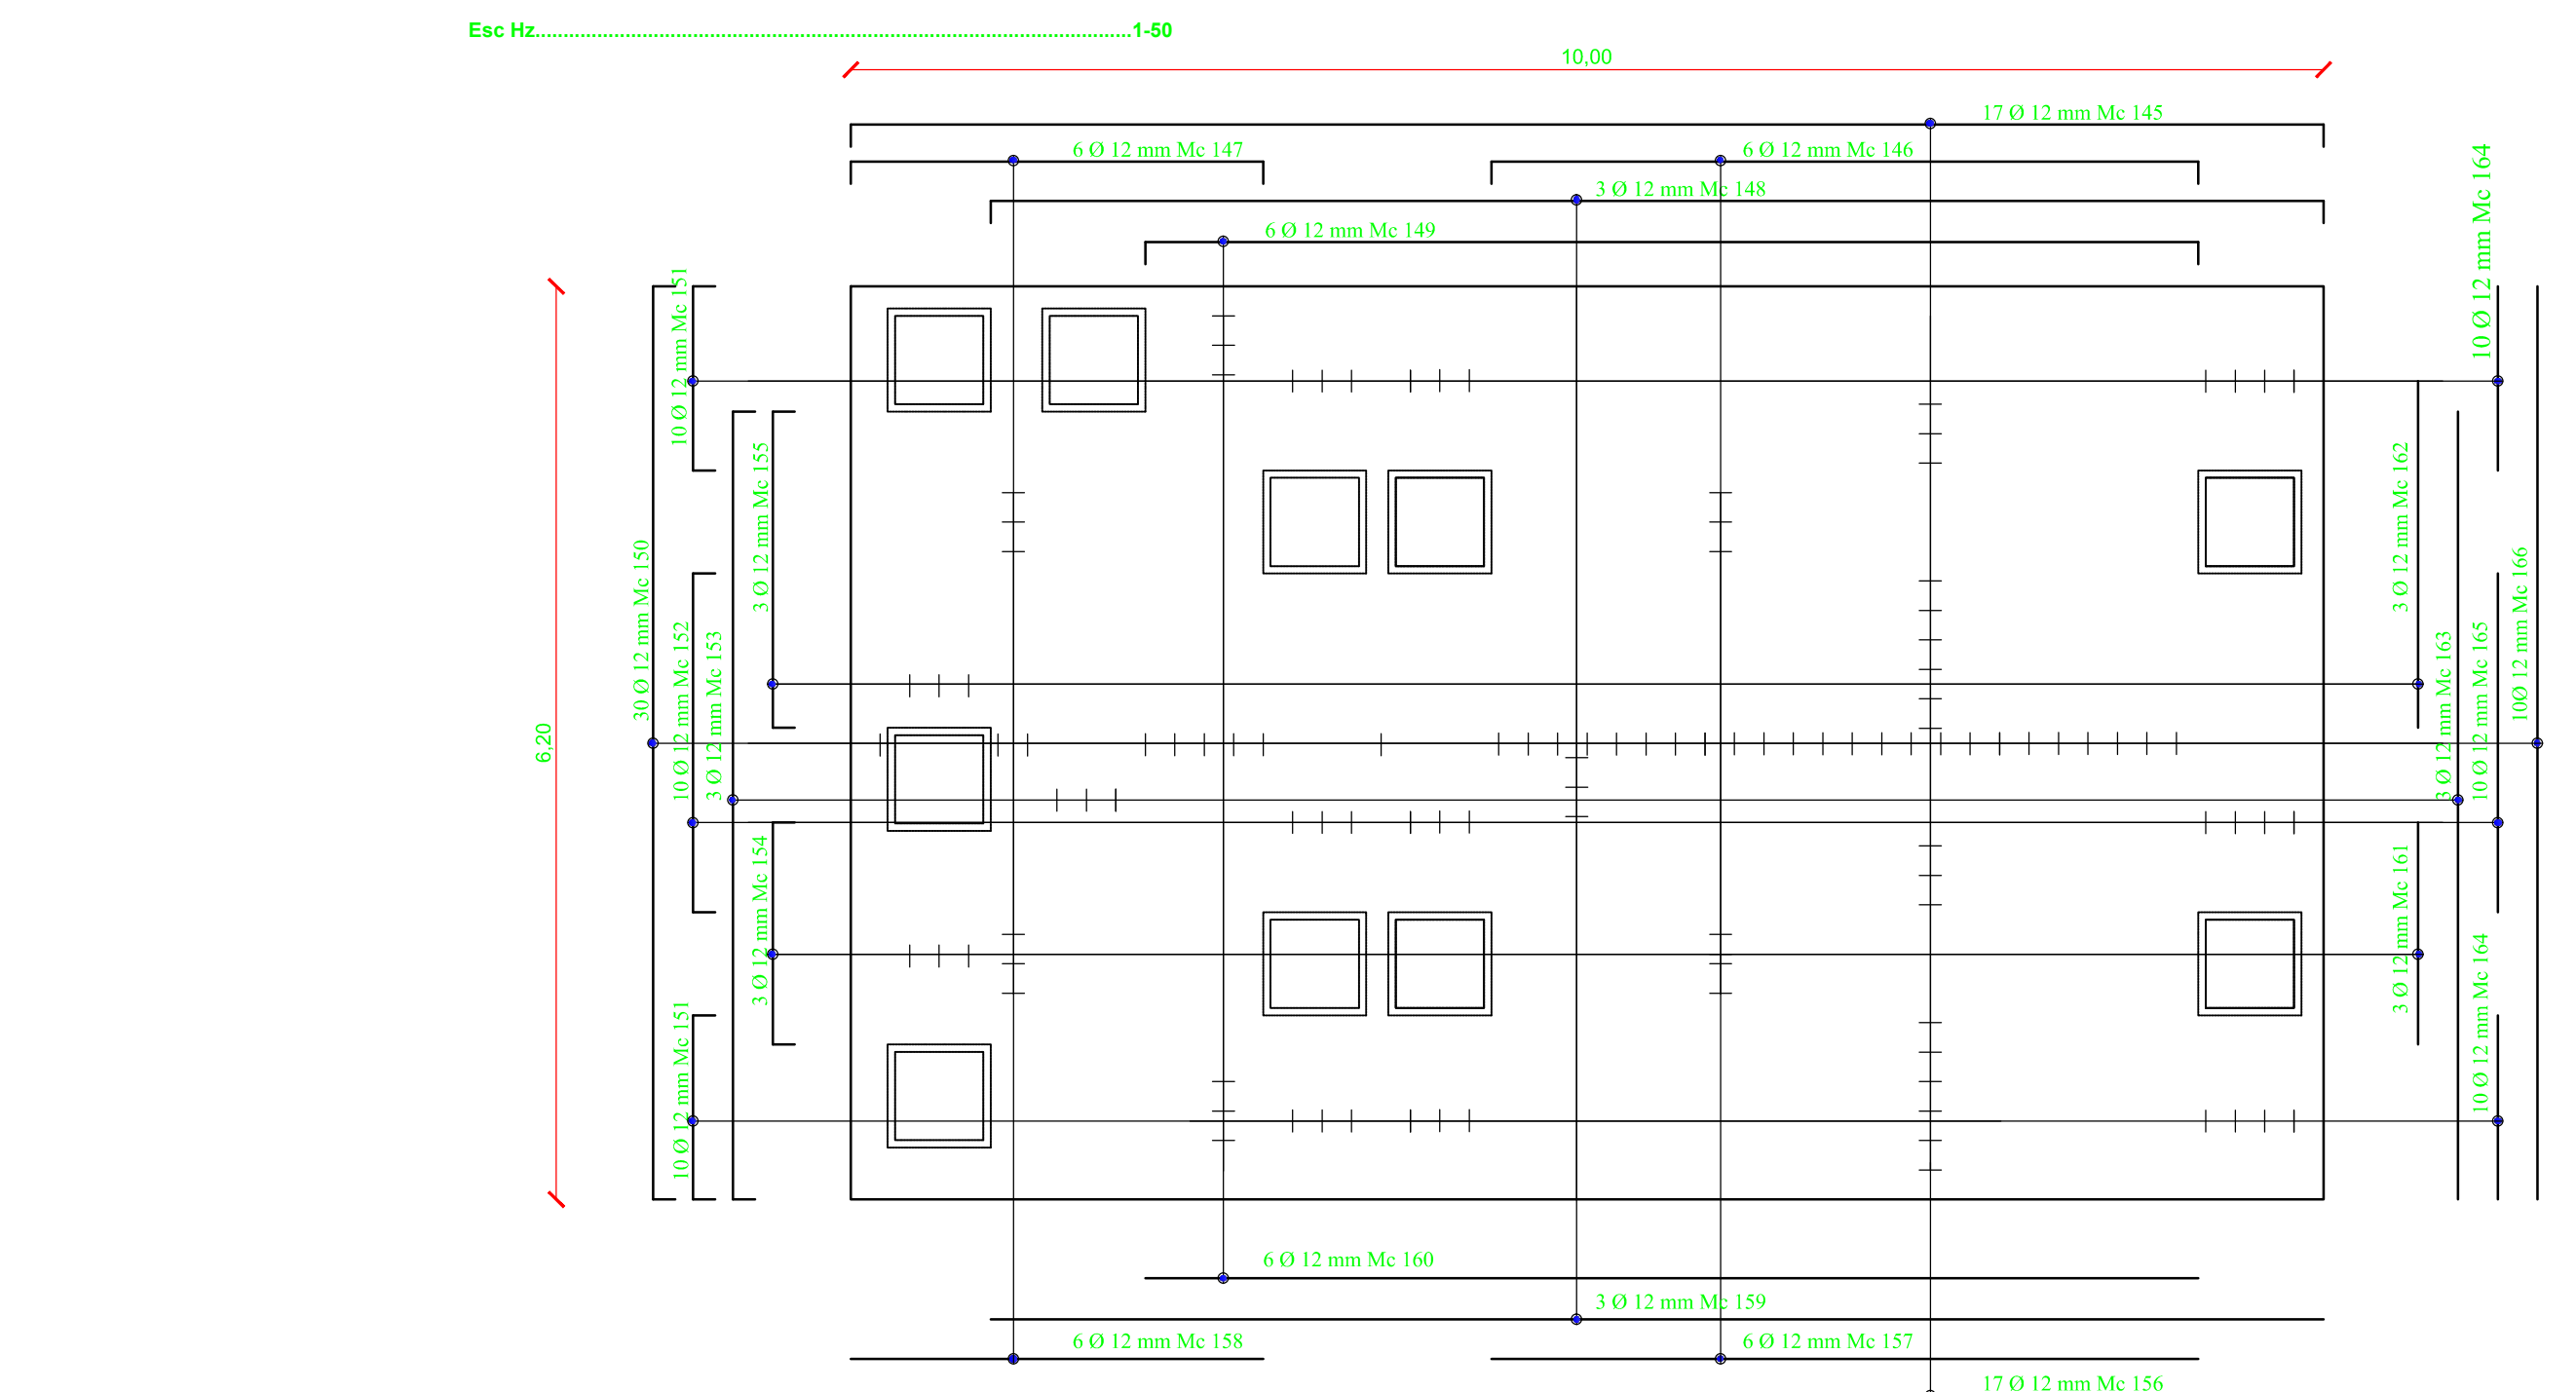 Esc Hz..........................................................................................................1-50
10,00
17 Ø 12 mm Mc 145
6 Ø 12 mm Mc 147
6 Ø 12 mm Mc 146
3 Ø 12 mm Mc 148
6 Ø 12 mm Mc 149
10 Ø 12 mm Mc 164
10 Ø 12 mm Mc 151
3 Ø 12 mm Mc 155
3 Ø 12 mm Mc 162
30 Ø 12 mm Mc 150
10 Ø 12 mm Mc 152
3 Ø 12 mm Mc 153
3 Ø 12 mm Mc 163
10 Ø 12 mm Mc 165
10Ø 12 mm Mc 166
6,20
3 Ø 12 mm Mc 154
3 Ø 12 mm Mc 161
10 Ø 12 mm Mc 151
10 Ø 12 mm Mc 164
6 Ø 12 mm Mc 160
3 Ø 12 mm Mc 159
6 Ø 12 mm Mc 158
6 Ø 12 mm Mc 157
17 Ø 12 mm Mc 156